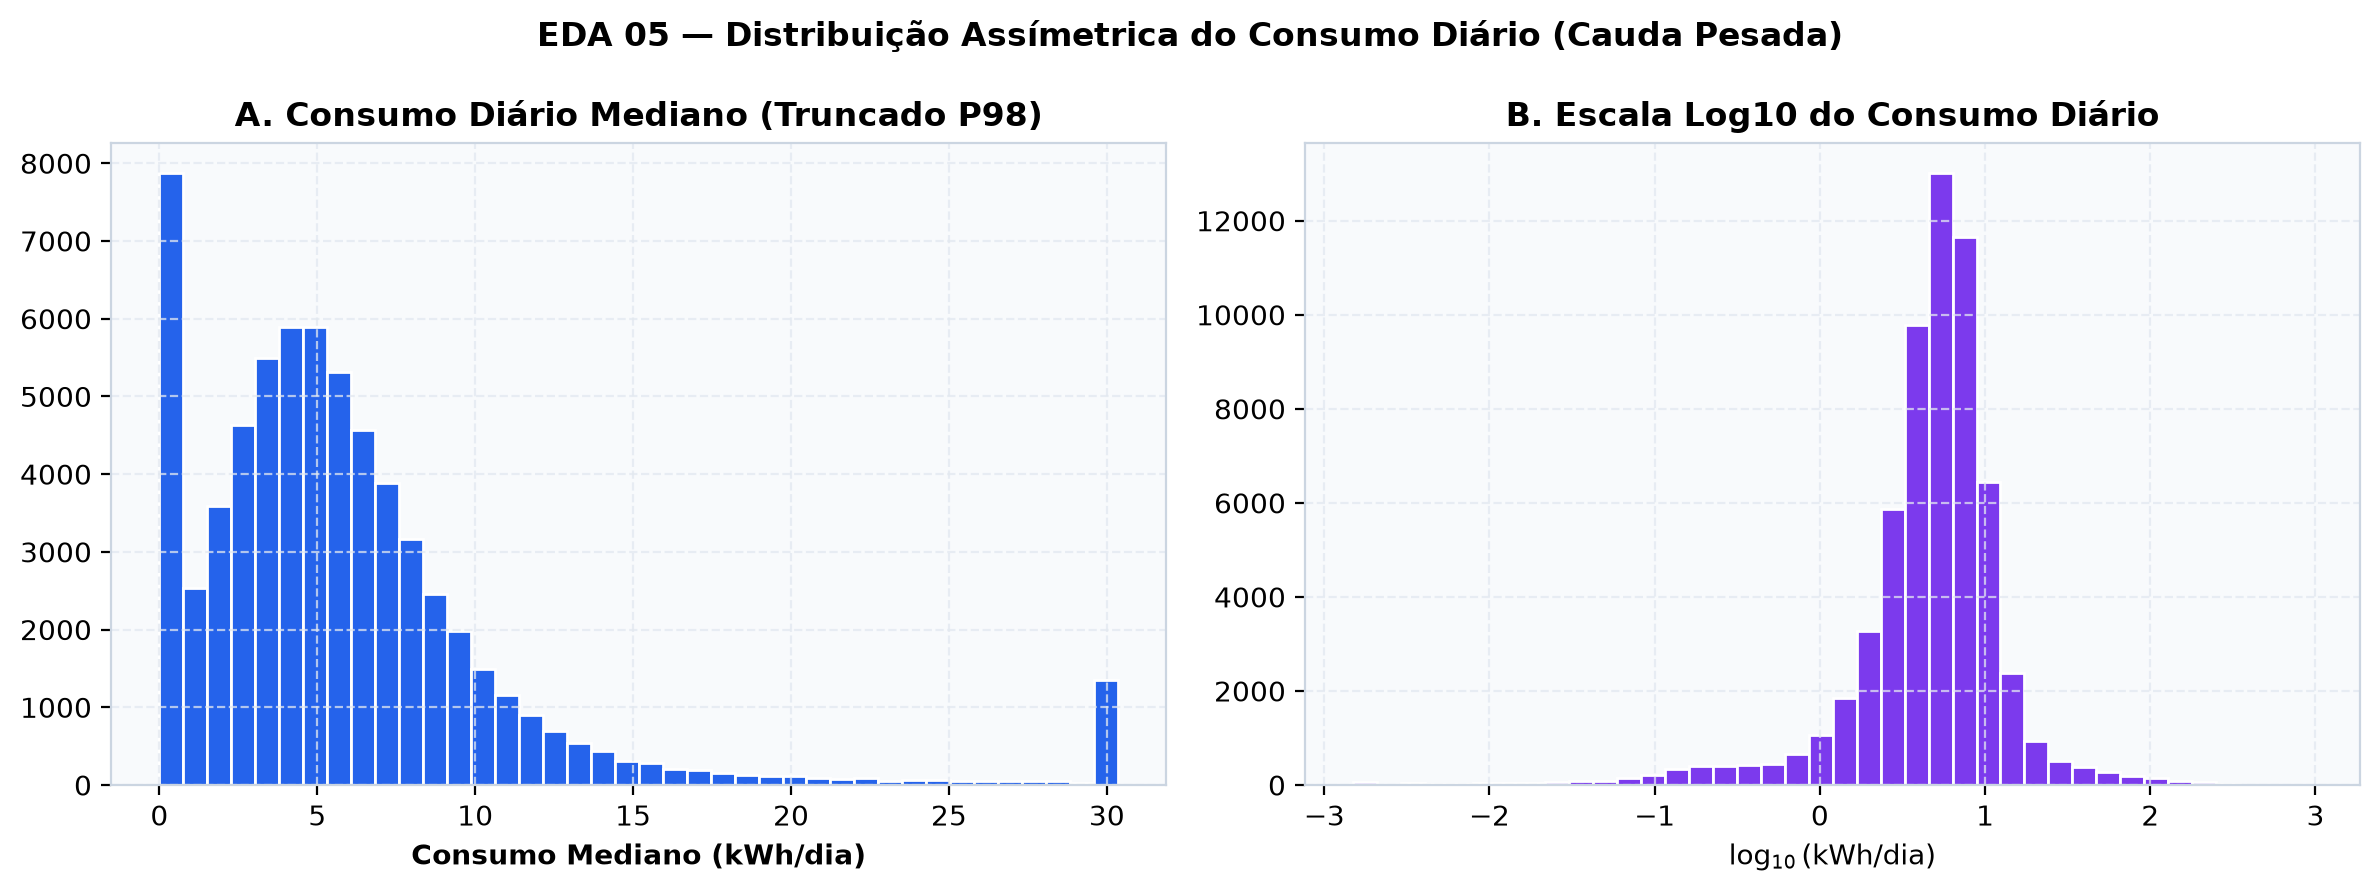 EDA 05 — Distribuição Assímetrica do Consumo Diário (Cauda Pesada)
A. Consumo Diário Mediano (Truncado P98)
8000
7000
6000
5000
4000
3000
2000
1000
0
0 5 10 15 20 25 30
Consumo Mediano (kWh/dia)
B. Escala Log10 do Consumo Diário
12000
10000
8000
6000
4000
2000
0
−3 −2 −1 0 1 2 3
log₁₀(kWh/dia)